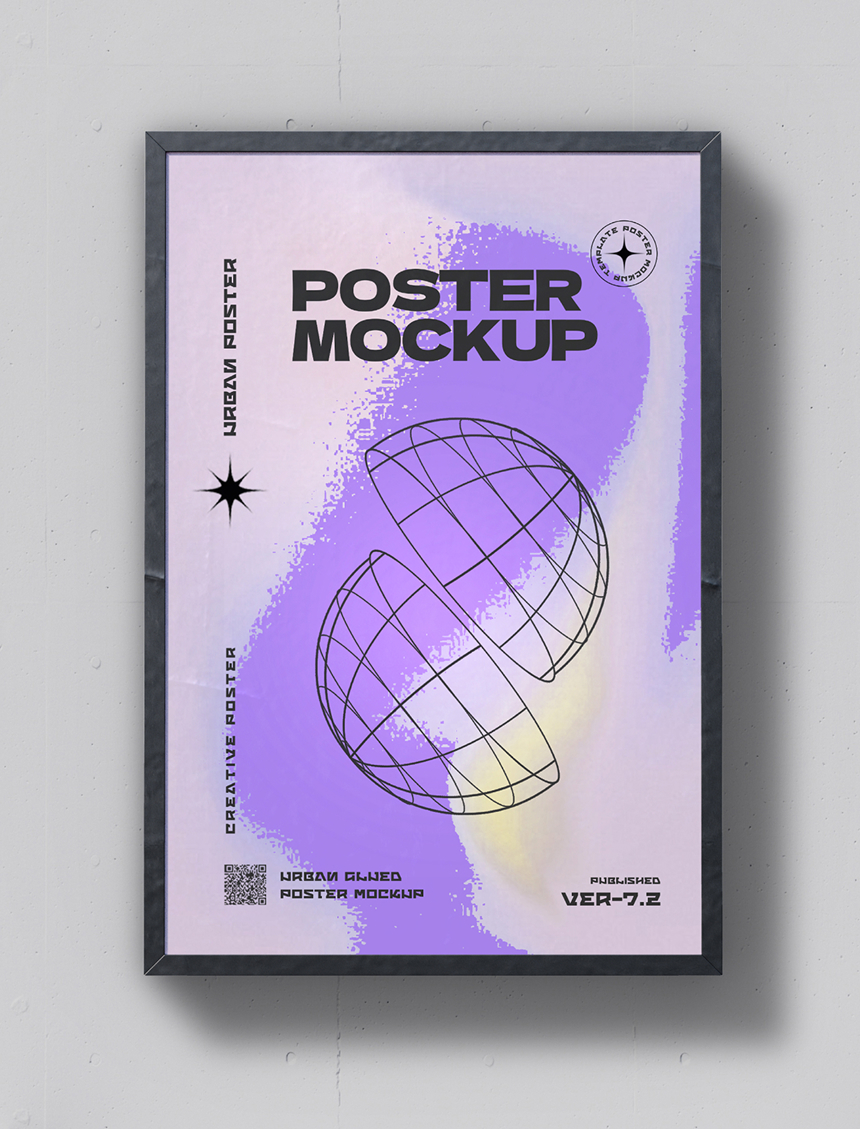 TEMPLATE POSTER MOCKUP
POSTER
MOCKUP
URBAN POSTER
CREATIVE POSTER
URBAN GLUED
POSTER MOCKUP
PUBLISHED
VER-7.2